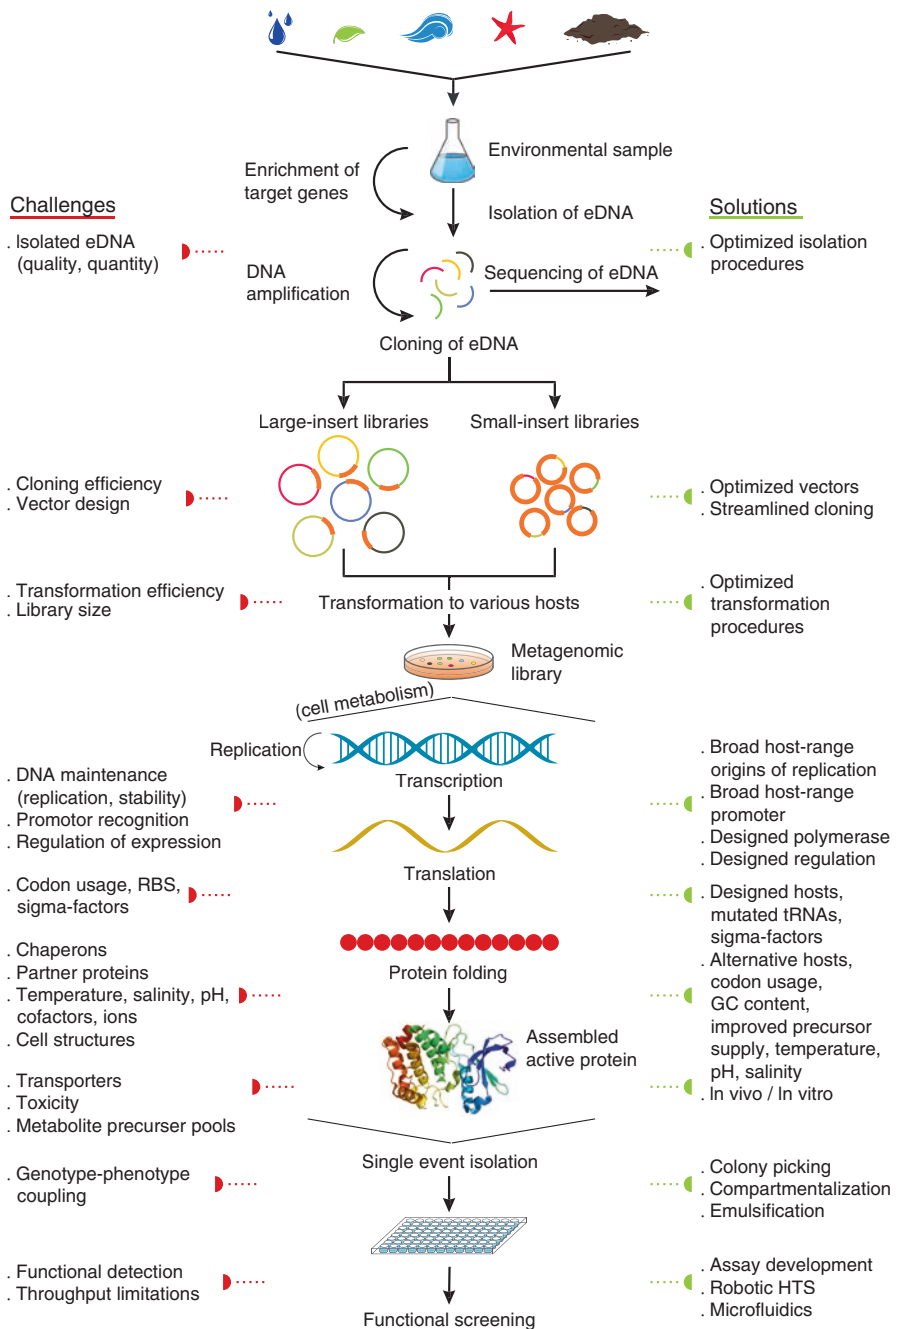 Environmental sample
Enrichment of
target genes
Challenges
Solutions
Isolation of eDNA
. Isolated eDNA
(quality, quantity)
. Optimized isolation
procedures
DNA
amplification
Sequencing of eDNA
Cloning of eDNA
Large-insert libraries
Small-insert libraries
. Cloning efficiency
. Vector design
. Optimized vectors
. Streamlined cloning
. Transformation efficiency
. Library size
Transformation to various hosts
. Optimized
transformation
procedures
Metagenomic
library
(cell metabolism)
Replication
Transcription
. DNA maintenance
(replication, stability)
. Promotor recognition
. Regulation of expression
. Broad host-range
origins of replication
. Broad host-range
promoter
. Designed polymerase
. Designed regulation
Translation
. Codon usage, RBS,
sigma-factors
. Designed hosts,
mutated tRNAs,
sigma-factors
. Chaperons
. Partner proteins
. Temperature, salinity, pH,
cofactors, ions
. Cell structures
Protein folding
. Alternative hosts,
codon usage,
GC content,
improved precursor
supply, temperature,
pH, salinity
. In vivo / In vitro
Assembled
active protein
. Transporters
. Toxicity
. Metabolite precurser pools
Single event isolation
. Genotype-phenotype
coupling
. Colony picking
. Compartmentalization
. Emulsification
. Functional detection
. Throughput limitations
. Assay development
. Robotic HTS
. Microfluidics
Functional screening